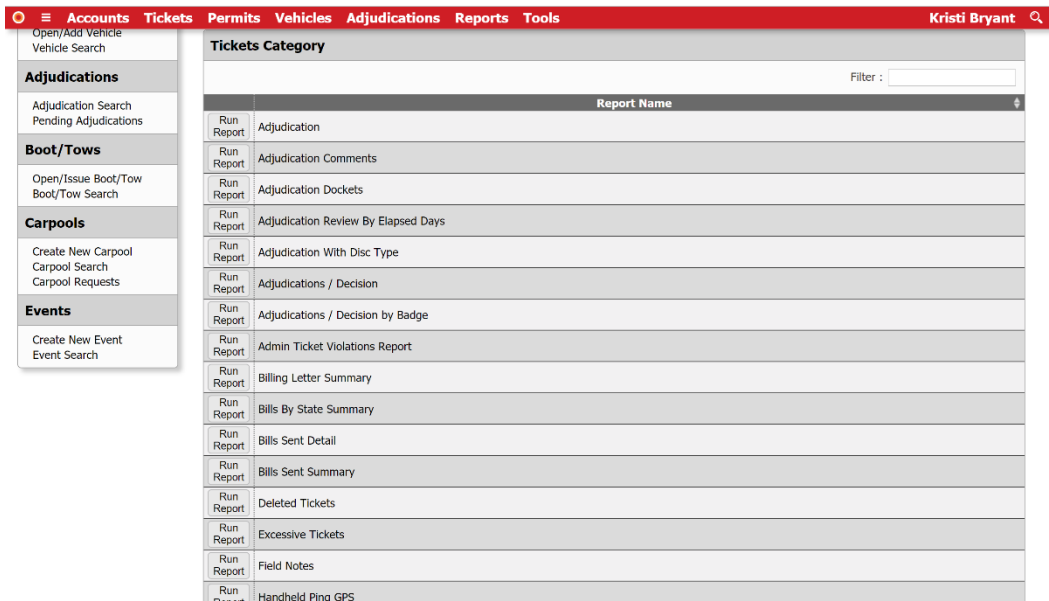 Accounts Tickets Permits Vehicles Adjudications Reports Tools Kristi Bryant
Open/Add Vehicle
Vehicle Search
Adjudications
Adjudication Search
Pending Adjudications
Boot/Tows
Open/Issue Boot/Tow
Boot/Tow Search
Carpools
Create New Carpool
Carpool Search
Carpool Requests
Events
Create New Event
Event Search
Tickets Category
Filter :
Report Name
Run Report Adjudication
Run Report Adjudication Comments
Run Report Adjudication Dockets
Run Report Adjudication Review By Elapsed Days
Run Report Adjudication With Disc Type
Run Report Adjudications / Decision
Run Report Adjudications / Decision by Badge
Run Report Admin Ticket Violations Report
Run Report Billing Letter Summary
Run Report Bills By State Summary
Run Report Bills Sent Detail
Run Report Bills Sent Summary
Run Report Deleted Tickets
Run Report Excessive Tickets
Run Report Field Notes
Run Report Handheld Ping GPS